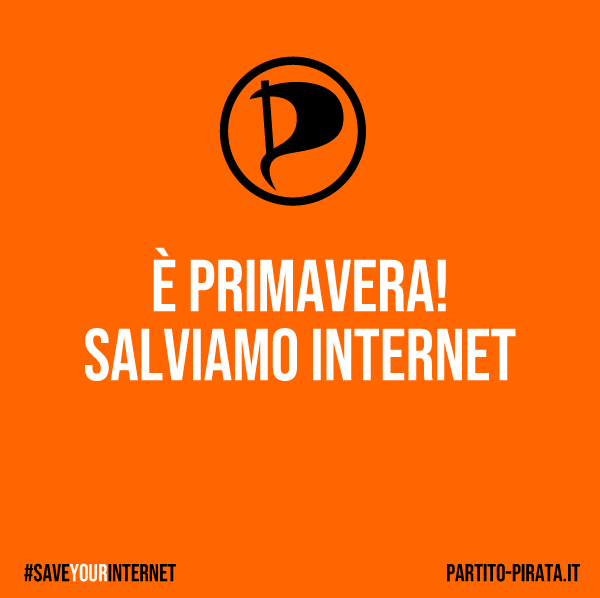 È PRIMAVERA!
SALVIAMO INTERNET
#SAVEYOURINTERNET
PARTITO-PIRATA.IT